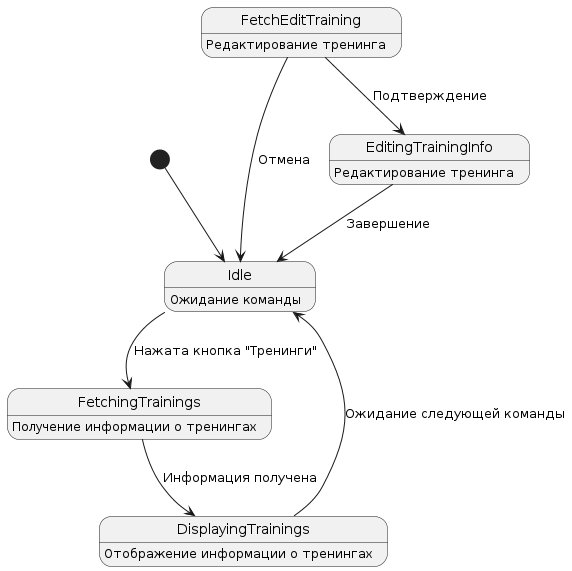 FetchEditTraining
Редактирование тренинга
Подтверждение
EditingTrainingInfo
Отмена
Редактирование тренинга
Завершение
Idle
Ожидание команды
Нажата кнопка "Тренинги"
FetchingTrainings
Ожидание следующей команды
Получение информации о тренингах
Информация получена
DisplayingTrainings
Отображение информации о тренингах